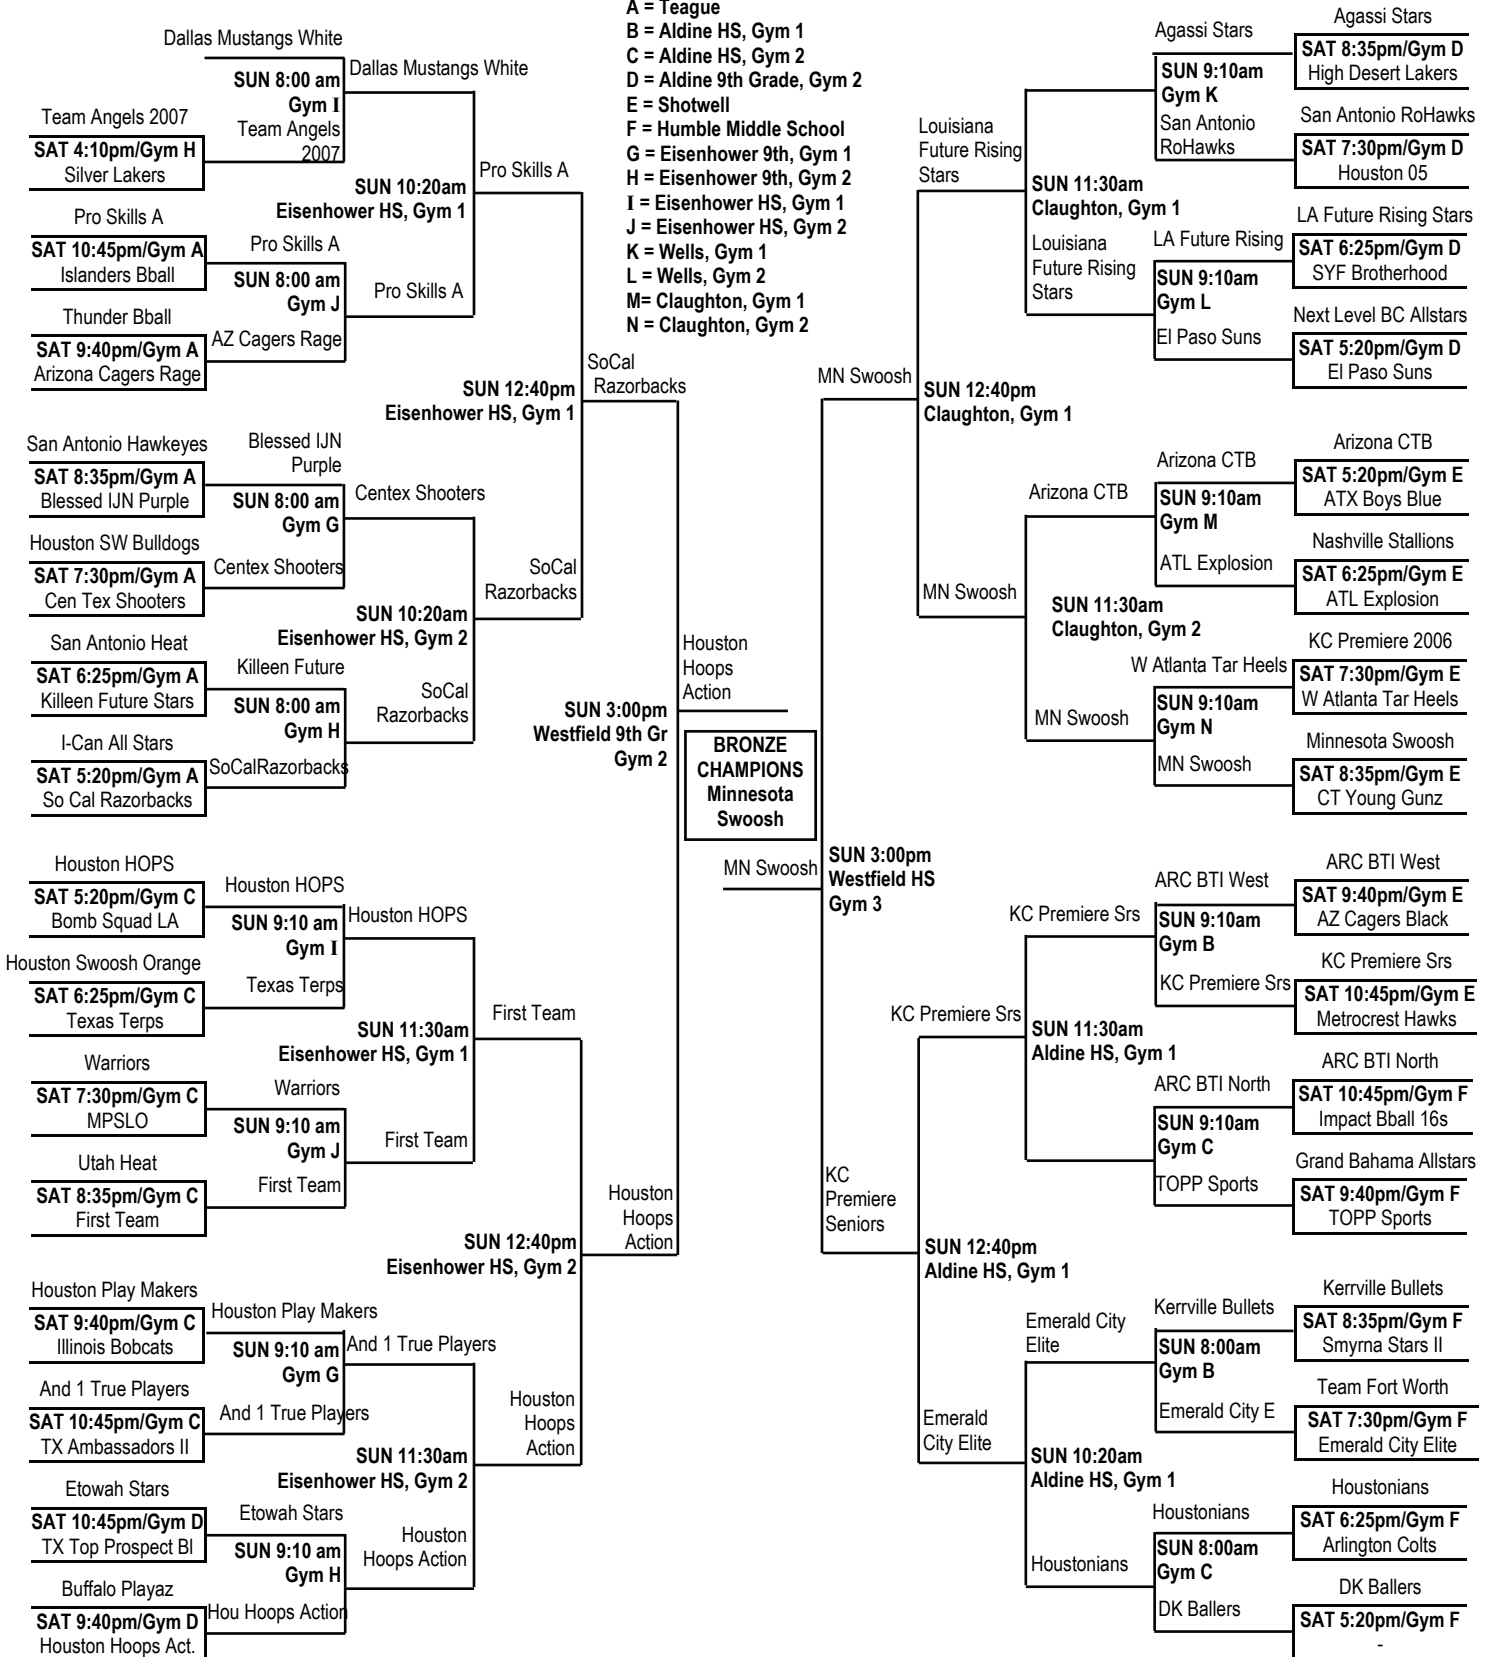 A = Teague
B = Aldine HS, Gym 1
C = Aldine HS, Gym 2
D = Aldine 9th Grade, Gym 2
E = Shotwell
F = Humble Middle School
G = Eisenhower 9th, Gym 1
H = Eisenhower 9th, Gym 2
I = Eisenhower HS, Gym 1
J = Eisenhower HS, Gym 2
K = Wells, Gym 1
L = Wells, Gym 2
M= Claughton, Gym 1
N = Claughton, Gym 2
Dallas Mustangs White
SUN 8:00 am
Gym I
Team Angels
2007
Dallas Mustangs White
Team Angels 2007
SAT 4:10pm/Gym H
Silver Lakers
Pro Skills A
SAT 10:45pm/Gym A
Islanders Bball
Pro Skills A
SUN 8:00 am
Gym J
AZ Cagers Rage
Thunder Bball
SAT 9:40pm/Gym A
Arizona Cagers Rage
SUN 10:20am
Eisenhower HS, Gym 1
Pro Skills A
Pro Skills A
SUN 12:40pm
Eisenhower HS, Gym 1
San Antonio Hawkeyes
SAT 8:35pm/Gym A
Blessed IJN Purple
Blessed IJN
Purple
SUN 8:00 am
Gym G
Centex Shooters
Centex Shooters
Houston SW Bulldogs
SAT 7:30pm/Gym A
Cen Tex Shooters
SUN 10:20am
Eisenhower HS, Gym 2
San Antonio Heat
SAT 6:25pm/Gym A
Killeen Future Stars
Killeen Future
SUN 8:00 am
Gym H
SoCalRazorbacks
I-Can All Stars
SAT 5:20pm/Gym A
So Cal Razorbacks
SoCal
Razorbacks
SoCal
Razorbacks
SoCal
Razorbacks
SUN 3:00pm
Westfield 9th Gr
Gym 2
Houston
Hoops
Action
BRONZE
CHAMPIONS
Minnesota
Swoosh
Houston HOPS
SAT 5:20pm/Gym C
Bomb Squad LA
Houston HOPS
SUN 9:10 am
Gym I
Texas Terps
Houston HOPS
Houston Swoosh Orange
SAT 6:25pm/Gym C
Texas Terps
SUN 11:30am
Eisenhower HS, Gym 1
First Team
Warriors
SAT 7:30pm/Gym C
MPSLO
Warriors
SUN 9:10 am
Gym J
First Team
First Team
Utah Heat
SAT 8:35pm/Gym C
First Team
SUN 12:40pm
Eisenhower HS, Gym 2
Houston
Hoops
Action
Houston Play Makers
SAT 9:40pm/Gym C
Illinois Bobcats
Houston Play Makers
SUN 9:10 am
Gym G
And 1 True Players
And 1 True Players
And 1 True Players
SAT 10:45pm/Gym C
TX Ambassadors II
SUN 11:30am
Eisenhower HS, Gym 2
Houston
Hoops
Action
Etowah Stars
SAT 10:45pm/Gym D
TX Top Prospect Bl
Etowah Stars
SUN 9:10 am
Gym H
Hou Hoops Action
Houston
Hoops Action
Buffalo Playaz
SAT 9:40pm/Gym D
Houston Hoops Act.
Agassi Stars
SAT 8:35pm/Gym D
High Desert Lakers
Agassi Stars
SUN 9:10am
Gym K
San Antonio
RoHawks
San Antonio RoHawks
SAT 7:30pm/Gym D
Houston 05
Louisiana
Future Rising
Stars
SUN 11:30am
Claughton, Gym 1
LA Future Rising Stars
SAT 6:25pm/Gym D
SYF Brotherhood
Louisiana
Future Rising
Stars
LA Future Rising
SUN 9:10am
Gym L
El Paso Suns
Next Level BC Allstars
SAT 5:20pm/Gym D
El Paso Suns
MN Swoosh
SUN 12:40pm
Claughton, Gym 1
Arizona CTB
SAT 5:20pm/Gym E
ATX Boys Blue
Arizona CTB
Arizona CTB
SUN 9:10am
Gym M
ATL Explosion
Nashville Stallions
SAT 6:25pm/Gym E
ATL Explosion
MN Swoosh
SUN 11:30am
Claughton, Gym 2
KC Premiere 2006
SAT 7:30pm/Gym E
W Atlanta Tar Heels
W Atlanta Tar Heels
SUN 9:10am
Gym N
MN Swoosh
MN Swoosh
Minnesota Swoosh
SAT 8:35pm/Gym E
CT Young Gunz
MN Swoosh
SUN 3:00pm
Westfield HS
Gym 3
ARC BTI West
SAT 9:40pm/Gym E
AZ Cagers Black
ARC BTI West
SUN 9:10am
Gym B
KC Premiere Srs
KC Premiere Srs
KC Premiere Srs
SAT 10:45pm/Gym E
Metrocrest Hawks
KC Premiere Srs
SUN 11:30am
Aldine HS, Gym 1
ARC BTI North
SAT 10:45pm/Gym F
Impact Bball 16s
ARC BTI North
SUN 9:10am
Gym C
TOPP Sports
Grand Bahama Allstars
SAT 9:40pm/Gym F
TOPP Sports
KC
Premiere
Seniors
SUN 12:40pm
Aldine HS, Gym 1
Kerrville Bullets
SAT 8:35pm/Gym F
Smyrna Stars II
Emerald City
Elite
Kerrville Bullets
SUN 8:00am
Gym B
Emerald City E
Team Fort Worth
SAT 7:30pm/Gym F
Emerald City Elite
Emerald
City Elite
SUN 10:20am
Aldine HS, Gym 1
Houstonians
SAT 6:25pm/Gym F
Arlington Colts
Houstonians
Houstonians
SUN 8:00am
Gym C
DK Ballers
DK Ballers
SAT 5:20pm/Gym F
-